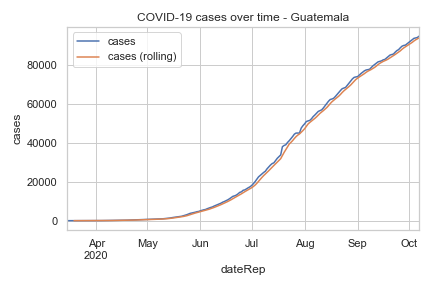 COVID-19 cases over time - Guatemala
cases
cases (rolling)
80000
60000
40000
20000
0
cases
Apr
2020
May
Jun
Jul
Aug
Sep
Oct
dateRep